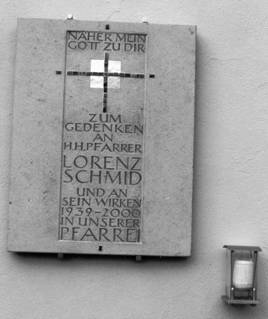 NÄHER MEIN
GOTT ZU DIR
ZUM
GEDENKEN
AN
H.H.PFARRER
LORENZ
SCHMID
UND AN
SEIN WIRKEN
1939-2000
IN UNSERER
PFARREI